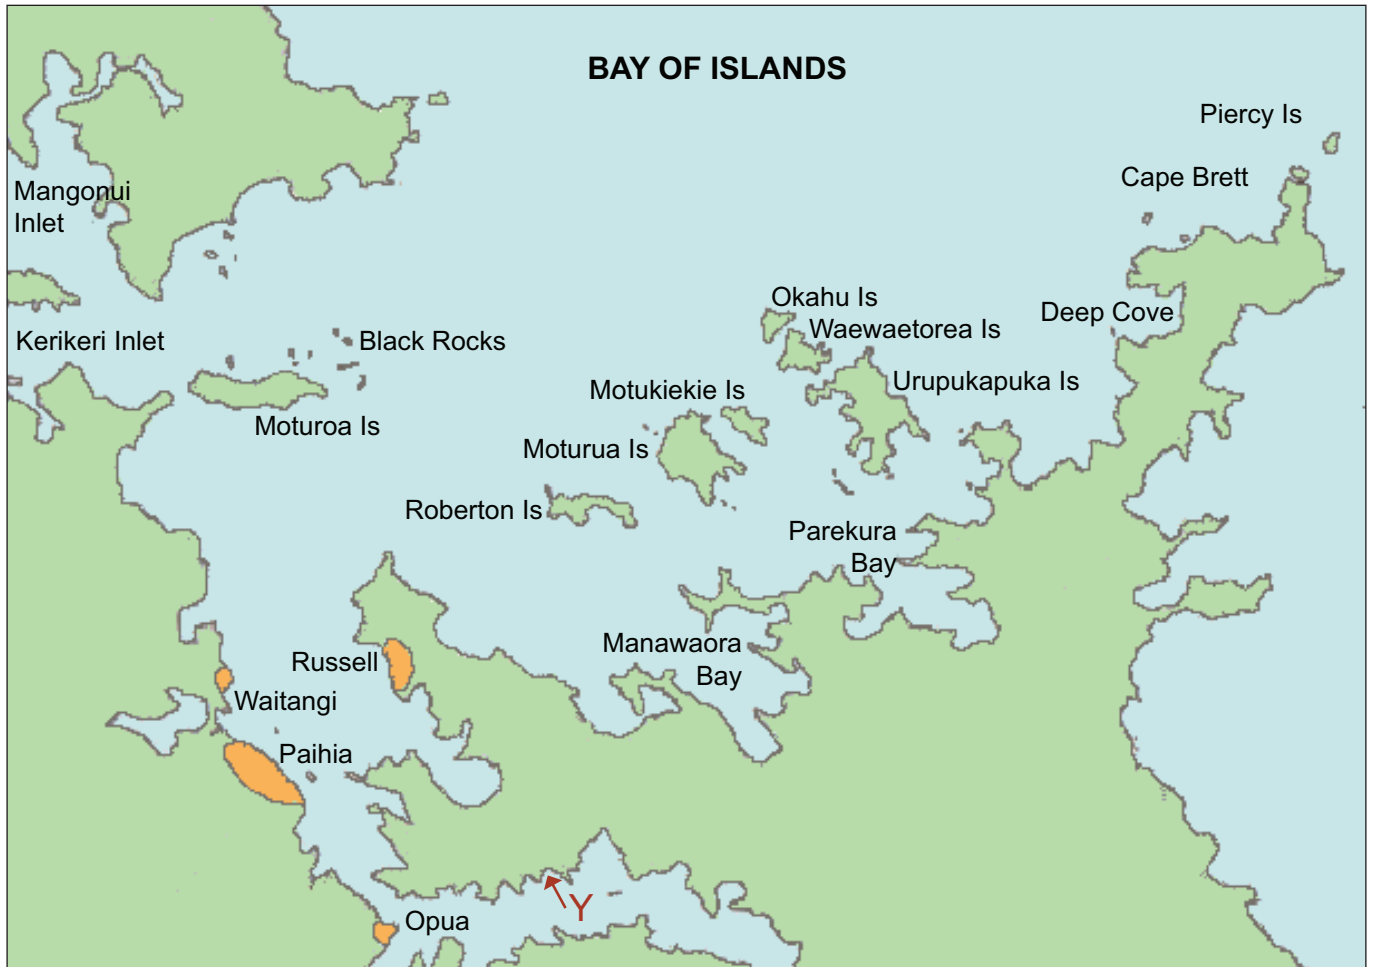 BAY OF ISLANDS
Piercy Is
Cape Brett
Mangonui
Inlet
Okahu Is
Deep Cove
Waewaetorea Is
Kerikeri Inlet
Black Rocks
Urupukapuka Is
Motukiekie Is
Moturoa Is
Moturua Is
Roberton Is
Parekura
Bay
Manawaora
Bay
Russell
Waitangi
Paihia
Y
Opua